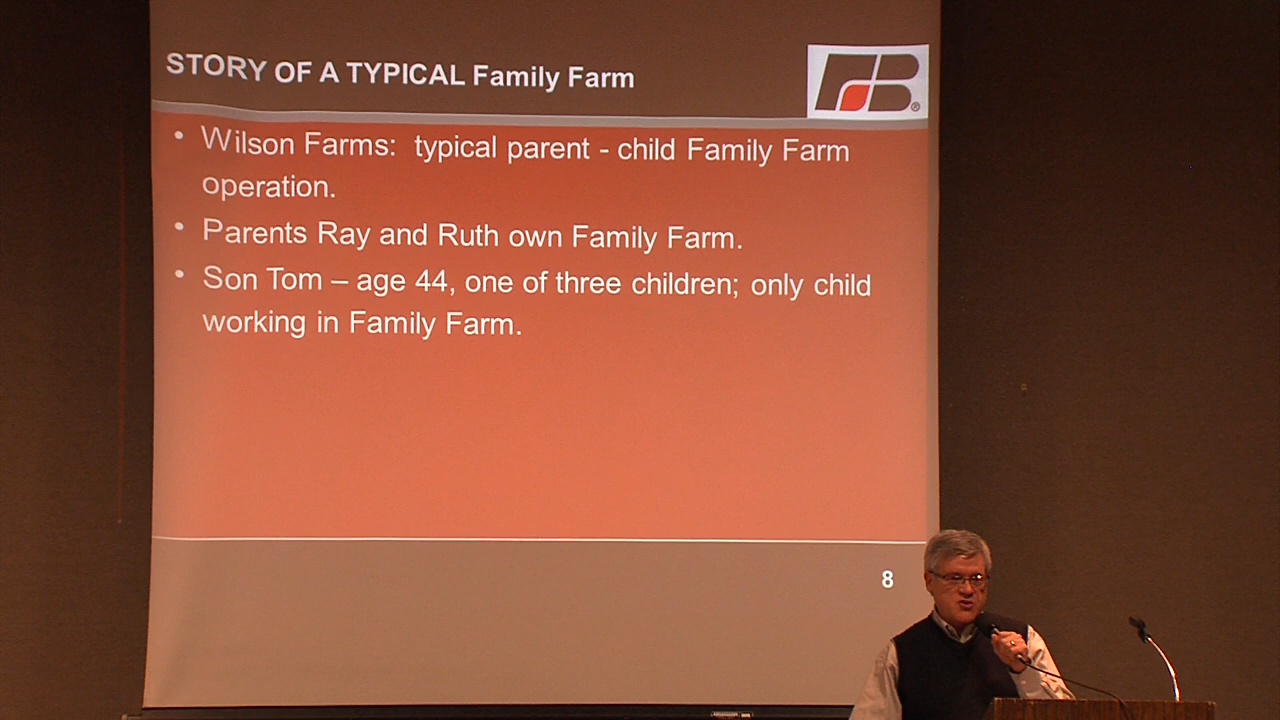 STORY OF A TYPICAL Family Farm
FB®
• Wilson Farms:  typical parent - child Family Farm
operation.
• Parents Ray and Ruth own Family Farm.
• Son Tom – age 44, one of three children; only child
working in Family Farm.
8